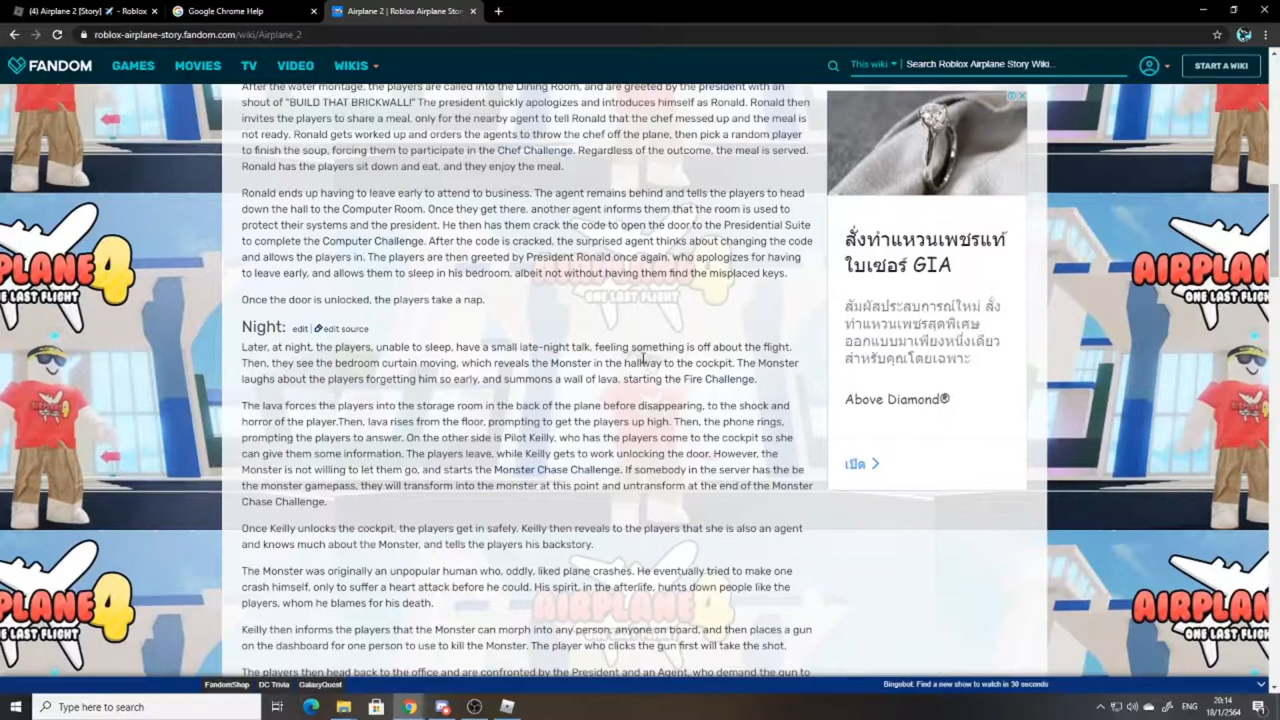 (4) Airplane 2 [Story] ✈️ - Roblox
Google Chrome Help
Airplane 2 | Roblox Airplane Story
roblox-airplane-story.fandom.com/wiki/Airplane_2
FANDOM GAMES MOVIES TV VIDEO WIKIS
This wiki Search Roblox Airplane Story Wiki... START A WIKI
After the water montage, the players are called into the Dining Room, and are greeted by the president with an
shout of "BUILD THAT BRICKWALL!" The president quickly apologizes and introduces himself as Ronald. Ronald then
invites the players to share a meal, only for the nearby agent to tell Ronald that the chef messed up and the meal is
not ready. Ronald gets worked up and orders the agents to throw the chef off the plane, then pick a random player
to finish the soup, forcing them to participate in the Chef Challenge. Regardless of the outcome, the meal is served.
Ronald has the players sit down and eat, and they enjoy the meal.
Ronald ends up having to leave early to attend to business. The agent remains behind and tells the players to head
down the hall to the Computer Room. Once they get there, another agent informs them that the room is used to
protect their systems and the president. He then has them crack the code to open the door to the Presidential Suite
to complete the Computer Challenge. After the code is cracked, the surprised agent thinks about changing the code
and allows the players in. The players are then greeted by President Ronald once again, who apologizes for having
to leave early, and allows them to sleep in his bedroom, albeit not without having them find the misplaced keys.
Once the door is unlocked, the players take a nap.
Night: edit | edit source
Later, at night, the players, unable to sleep, have a small late-night talk, feeling something is off about the flight.
Then, they see the bedroom curtain moving, which reveals the Monster in the hallway to the cockpit. The Monster
laughs about the players forgetting him so early, and summons a wall of lava, starting the Fire Challenge.
The lava forces the players into the storage room in the back of the plane before disappearing, to the shock and
horror of the player.Then, lava rises from the floor, prompting to get the players up high. Then, the phone rings,
prompting the players to answer. On the other side is Pilot Keilly, who has the players come to the cockpit so she
can give them some information. The players leave, while Keilly gets to work unlocking the door. However, the
Monster is not willing to let them go, and starts the Monster Chase Challenge. If somebody in the server has the be
the monster gamepass, they will transform into the monster at this point and untransform at the end of the Monster
Chase Challenge.
Once Keilly unlocks the cockpit, the players get in safely. Keilly then reveals to the players that she is also an agent
and knows much about the Monster, and tells the players his backstory.
The Monster was originally an unpopular human who, oddly, liked plane crashes. He eventually tried to make one
crash himself, only to suffer a heart attack before he could. His spirit, in the afterlife, hunts down people like the
players, whom he blames for his death.
Keilly then informs the players that the Monster can morph into any person, anyone on board, and then places a gun
on the dashboard for one person to use to kill the Monster. The player who clicks the gun first will take the shot.
The players then head back to the office and are confronted by the President and an Agent, who demand the gun to
สั่งทำแหวนเพชรแท้
ใบเซอร์ GIA
สัมผัสประสบการณ์ใหม่ สั่ง
ทำแหวนเพชรสุดพิเศษ
ออกแบบมาเพียงหนึ่งเดียว
สำหรับคุณโดยเฉพาะ
Above Diamond®
เปิด
AIRPLANE 4
ONE LAST FLIGHT
FandomShop DC Trivia GalaxyQuest
Bingebot: Find a new show to watch in 30 seconds
Type here to search
ENG
20:14
18/1/2564